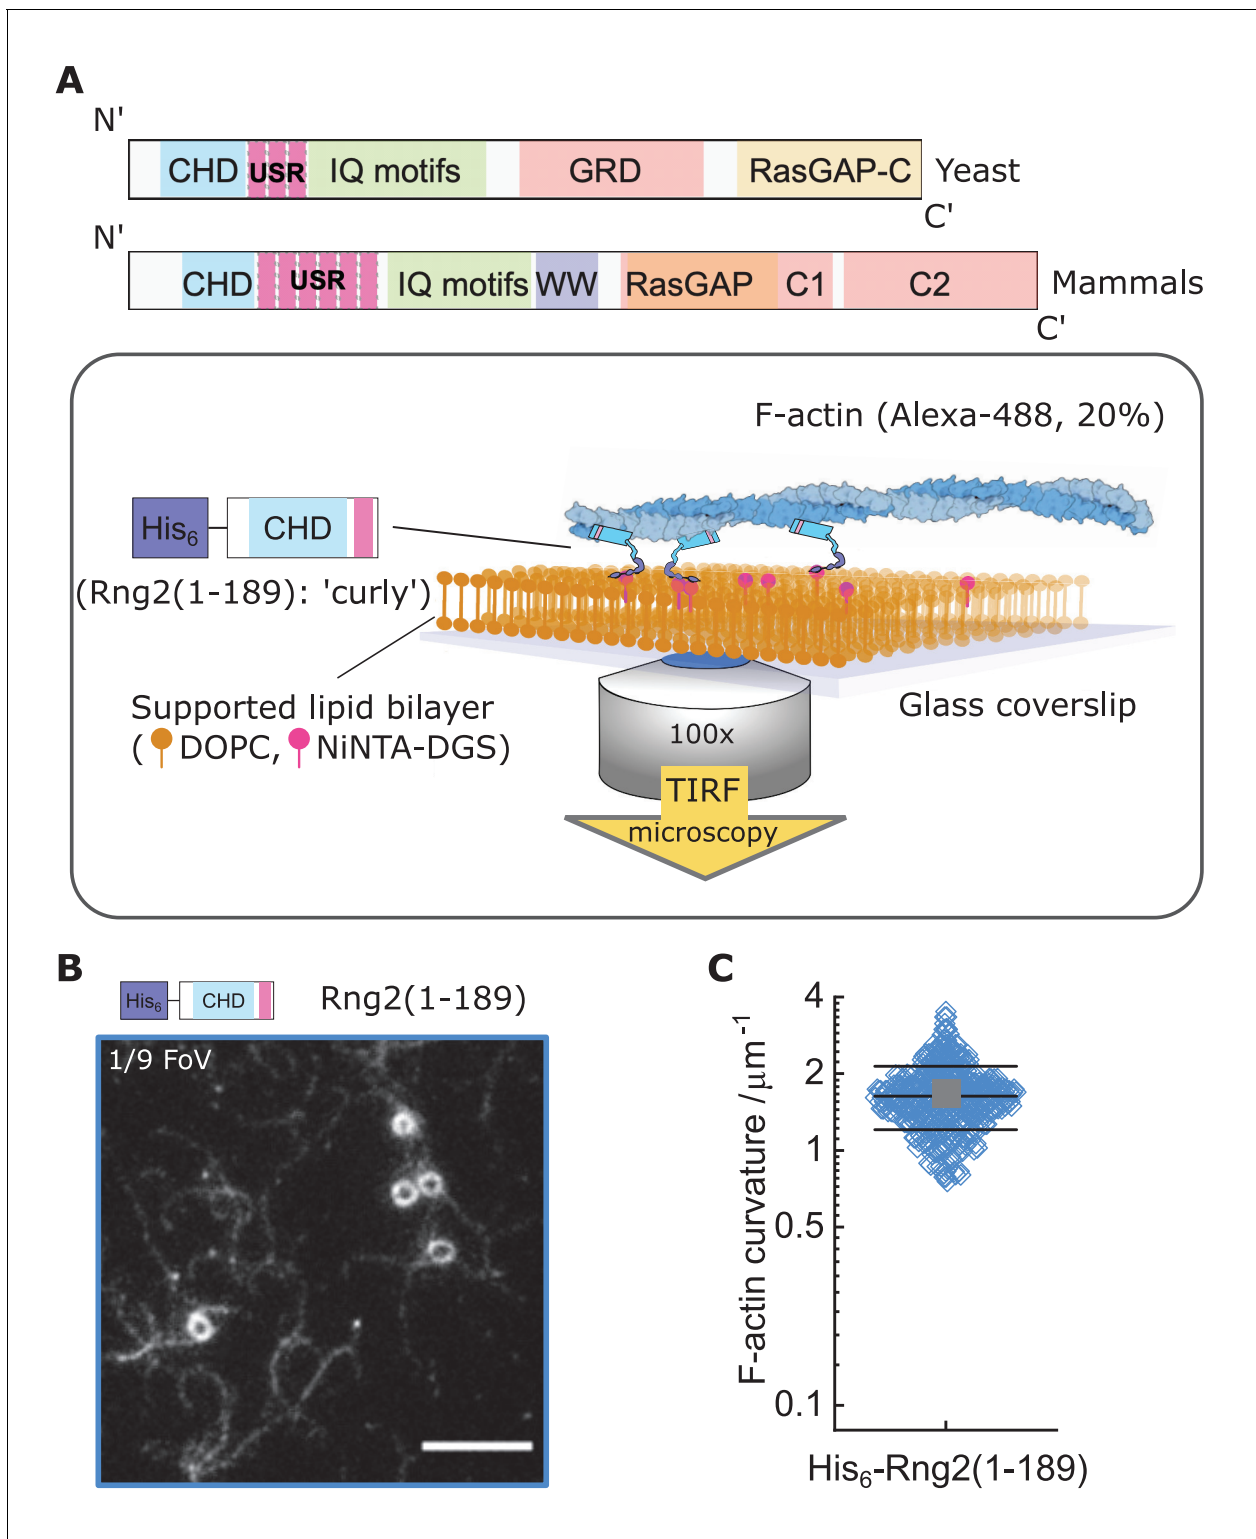 A
N'
CHD USR IQ motifs GRD RasGAP-C Yeast
C'
N'
CHD USR IQ motifs WW RasGAP C1 C2 Mammals
C'
F-actin (Alexa-488, 20%)
His6 CHD
(Rng2(1-189): 'curly')
Supported lipid bilayer
( DOPC, NiNTA-DGS)
Glass coverslip
100x
TIRF
microscopy
B
His6 CHD Rng2(1-189)
1/9 FoV
C
F-actin curvature /μm-1
4
2
1
0.5
0.1
His6-Rng2(1-189)